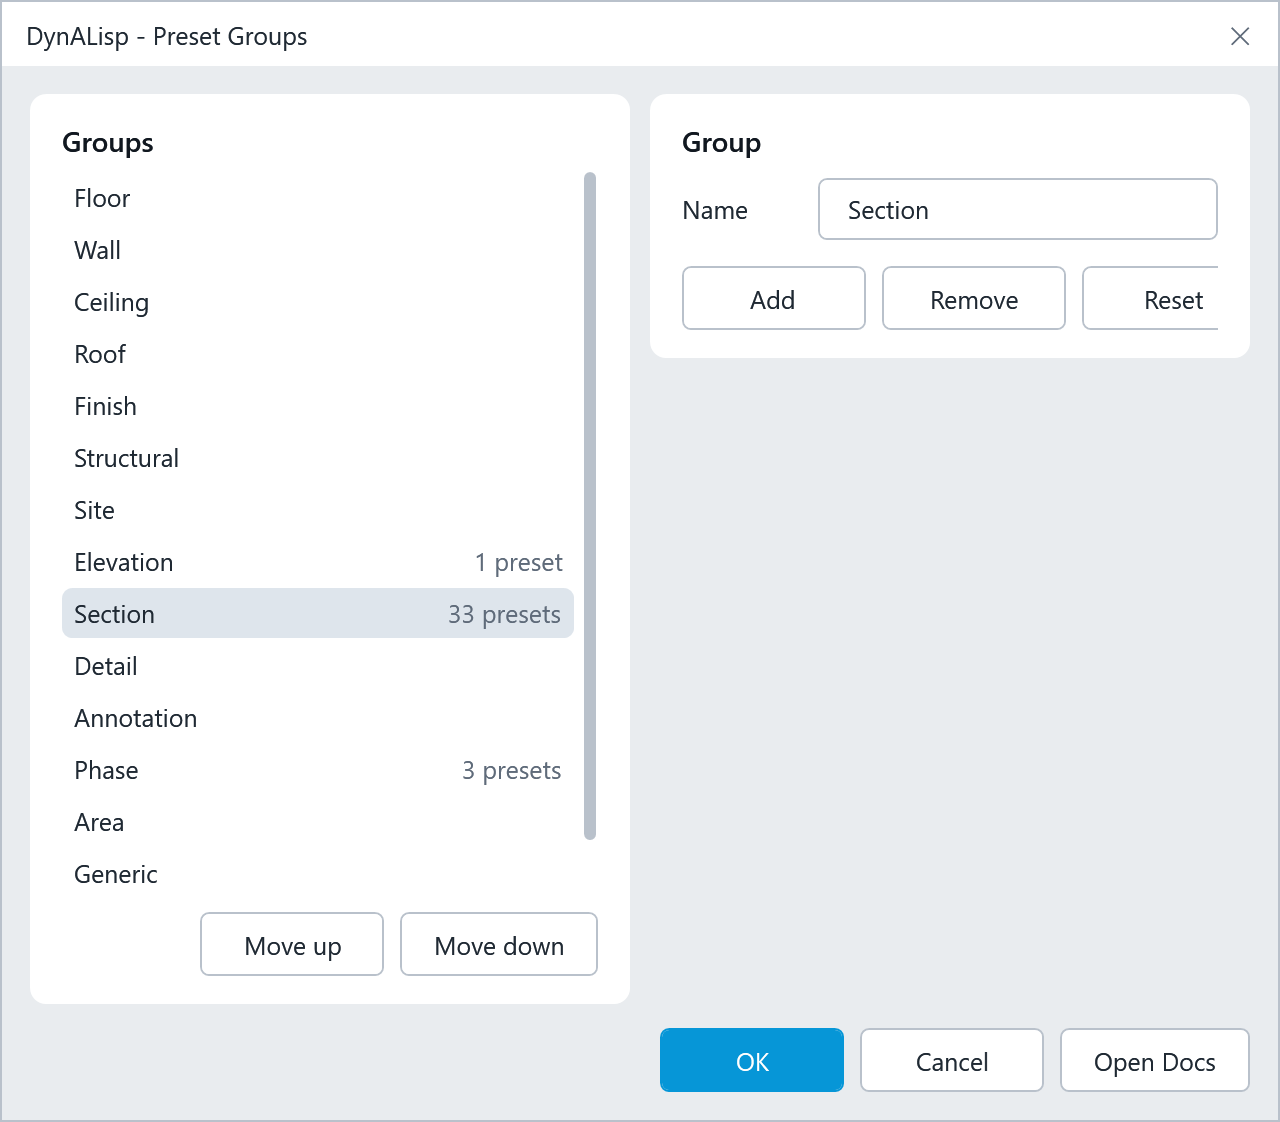 DynALisp - Preset Groups
Groups
Floor
Wall
Ceiling
Roof
Finish
Structural
Site
Elevation 1 preset
Section 33 presets
Detail
Annotation
Phase 3 presets
Area
Generic
Move up Move down
Group
Name Section
Add Remove Reset
OK Cancel Open Docs